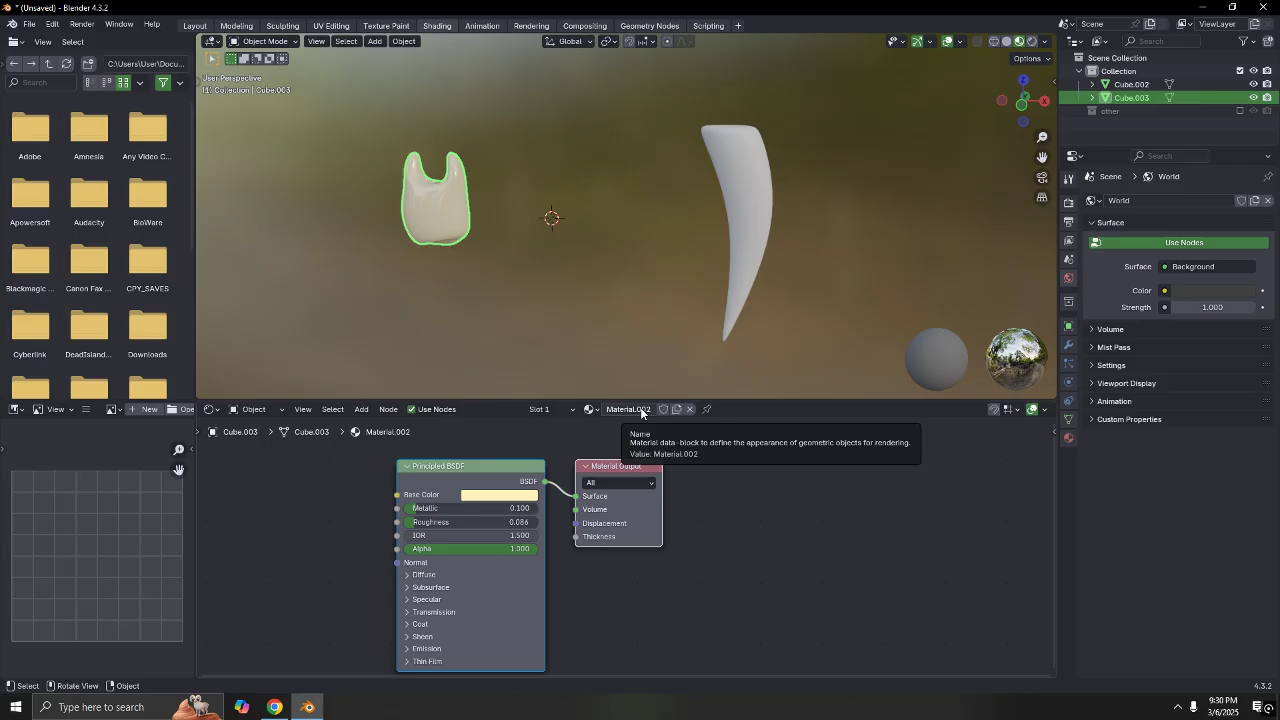 * (Unsaved) - Blender 4.3.2
File Edit Render Window Help Layout Modeling Sculpting UV Editing Texture Paint Shading Animation Rendering Compositing Geometry Nodes Scripting + Scene ViewLayer
View Select Object Mode View Select Add Object Global Search
C:\Users\User\Docu...
Search
Options
User Perspective
(1) Collection | Cube.003
Scene Collection
Collection
Cube.002
Cube.003
other
Adobe Amnesia Any Video C...
Apowersoft Audacity BioWare
Blackmagic ... Canon Fax ... CPY_SAVES
Cyberlink DeadIsland... Downloads
Search
Scene World
World
Surface
Use Nodes
Surface: Background
Color:
Strength: 1.000
Volume
Mist Pass
Settings
Viewport Display
Animation
Custom Properties
View New Ope Object View Select Add Node Use Nodes Slot 1 Material.002
Cube.003 Cube.003 Material.002
Name
Material data-block to define the appearance of geometric objects for rendering.
Value: Material.002
Principled BSDF
BSDF
Base Color
Metallic 0.100
Roughness 0.086
IOR 1.500
Alpha 1.000
Normal
Diffuse
Subsurface
Specular
Transmission
Coat
Sheen
Emission
Thin Film
Material Output
All
Surface
Volume
Displacement
Thickness
Z
Y
X
Select Rotate View Object 4.3.2
Type here to search
9:30 PM
3/6/2025